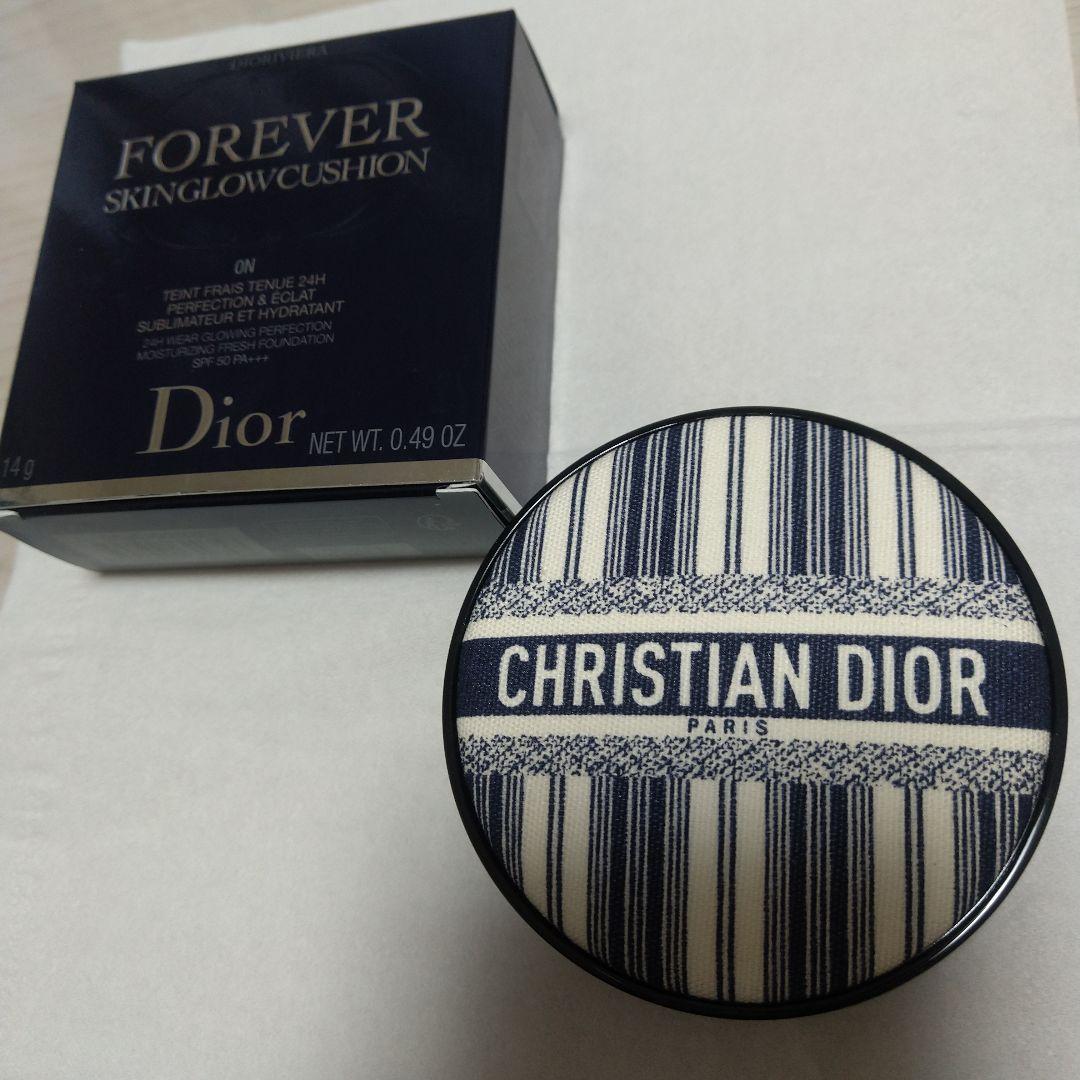 DIORIVIERA
FOREVER
SKINGLOWCUSHION
0N
TEINT FRAIS TENUE 24H
PERFECTION & ÉCLAT
SUBLIMATEUR ET HYDRATANT
24H WEAR GLOWING PERFECTION
MOISTURIZING FRESH FOUNDATION
SPF 50 PA+++
Dior
14 g
NET WT. 0.49 OZ
CHRISTIAN DIOR
PARIS